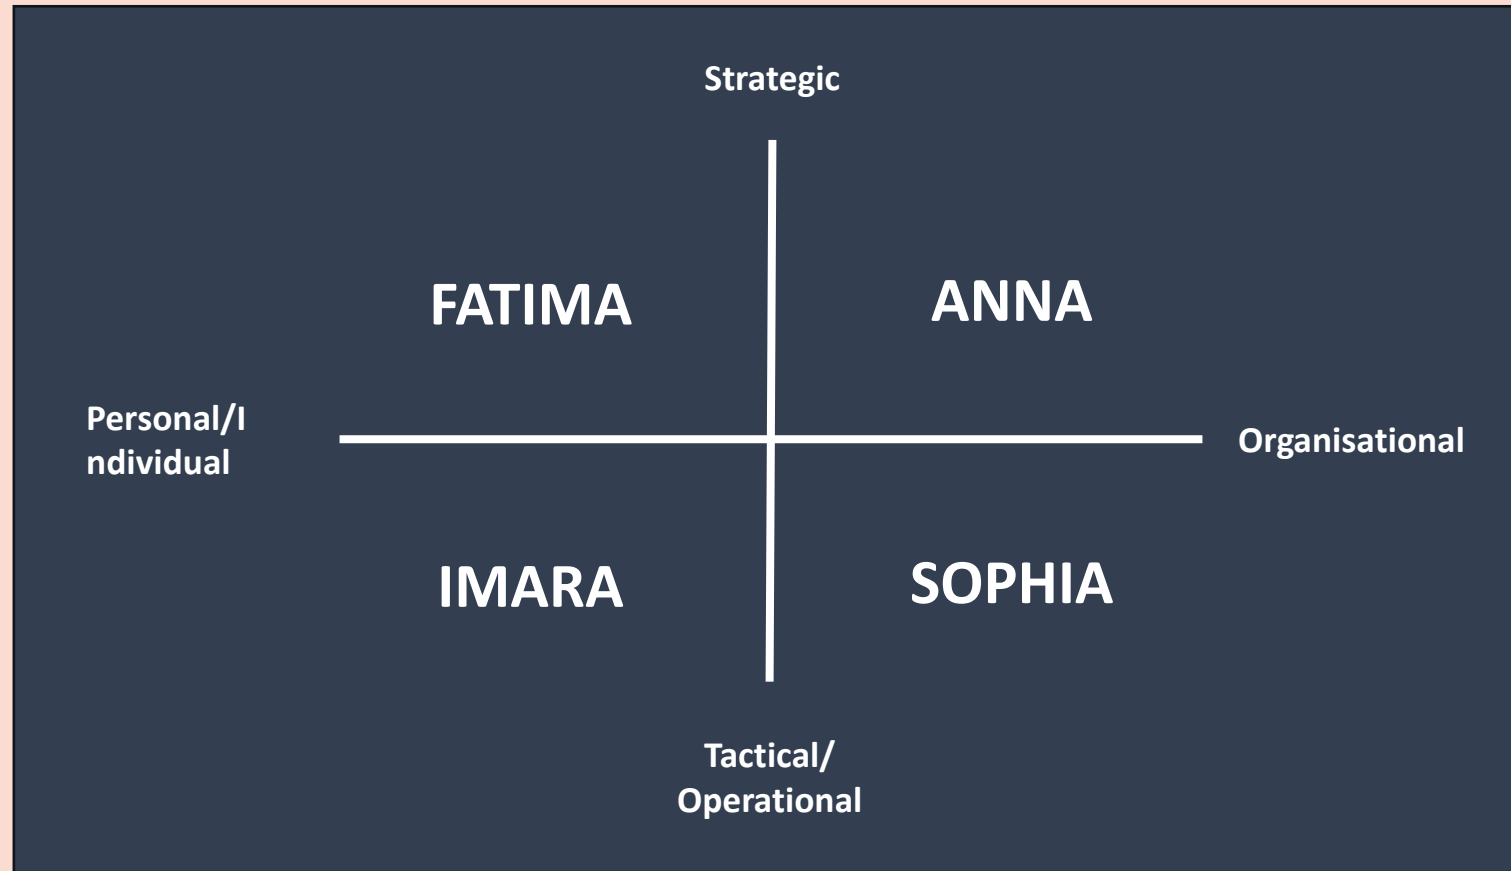 Strategic
FATIMA
ANNA
Personal/I
ndividual
Organisational
IMARA
SOPHIA
Tactical/
Operational